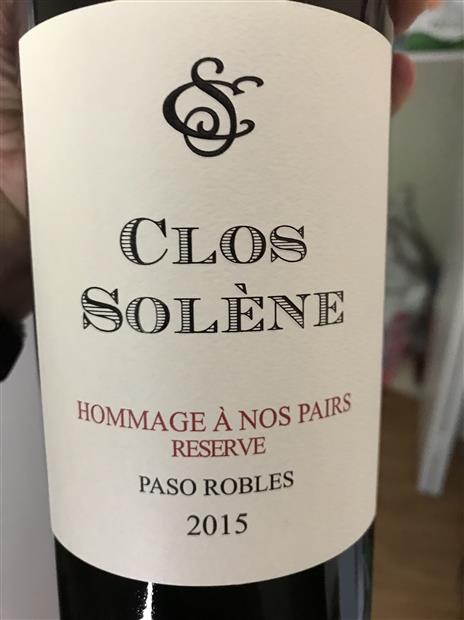 CLOS
SOLÈNE
HOMMAGE À NOS PAIRS
RESERVE
PASO ROBLES
2015